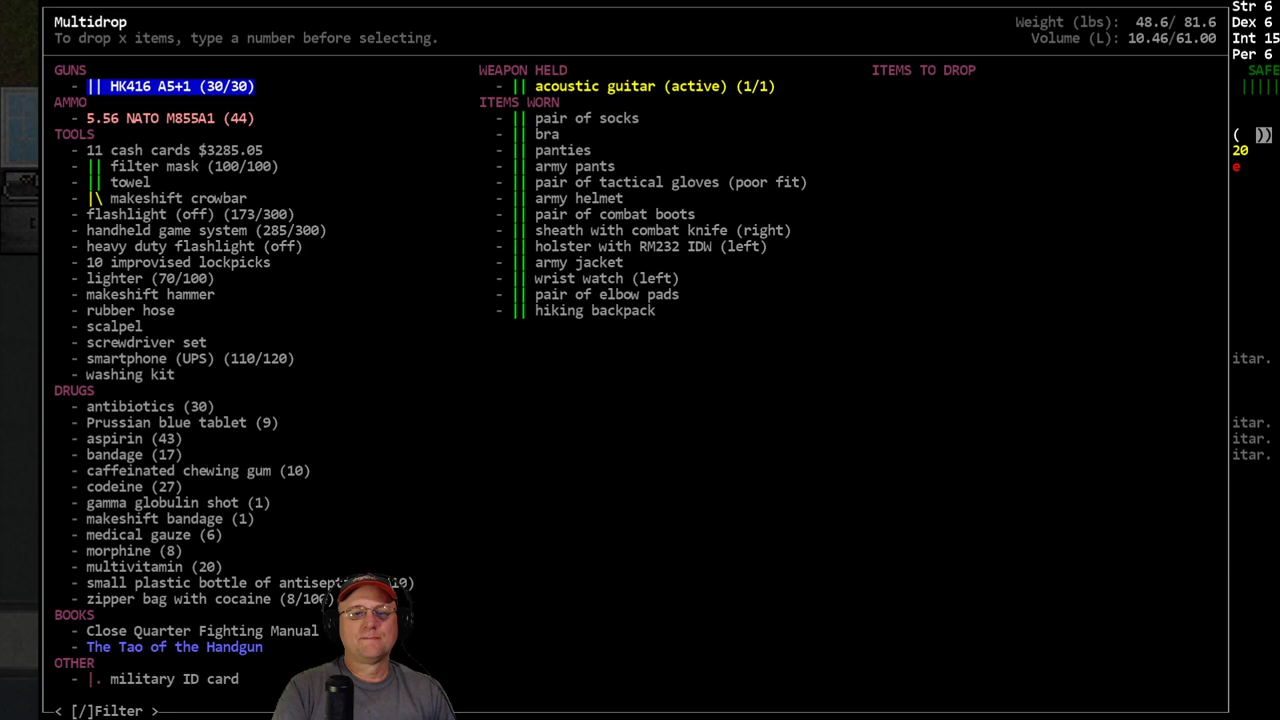 Multidrop
To drop x items, type a number before selecting.
Weight (lbs): 48.6/ 81.6
Volume (L): 10.46/61.00
GUNS
- || HK416 A5+1 (30/30)
AMMO
- 5.56 NATO M855A1 (44)
TOOLS
- 11 cash cards $3285.05
- || filter mask (100/100)
- || towel
- |\ makeshift crowbar
- flashlight (off) (173/300)
- handheld game system (285/300)
- heavy duty flashlight (off)
- 10 improvised lockpicks
- lighter (70/100)
- makeshift hammer
- rubber hose
- scalpel
- screwdriver set
- smartphone (UPS) (110/120)
- washing kit
DRUGS
- antibiotics (30)
- Prussian blue tablet (9)
- aspirin (43)
- bandage (17)
- caffeinated chewing gum (10)
- codeine (27)
- gamma globulin shot (1)
- makeshift bandage (1)
- medical gauze (6)
- morphine (8)
- multivitamin (20)
- small plastic bottle of
- zipper bag with cocaine
BOOKS
- Close Quarter Fighting Manual
- The Tao of the Handgun
OTHER
- |. military ID card
< [/]Filter >
WEAPON HELD
- || acoustic guitar (active) (1/1)
ITEMS WORN
- || pair of socks
- || bra
- || panties
- || army pants
- || pair of tactical gloves (poor fit)
- || army helmet
- || pair of combat boots
- || sheath with combat knife (right)
- || holster with RM232 IDW (left)
- || army jacket
- || wrist watch (left)
- || pair of elbow pads
- || hiking backpack
ITEMS TO DROP
Str 6
Dex 6
Int 15
Per 6
SAFE
|||||
( ))
20
e
itar.
itar.
itar.
itar.